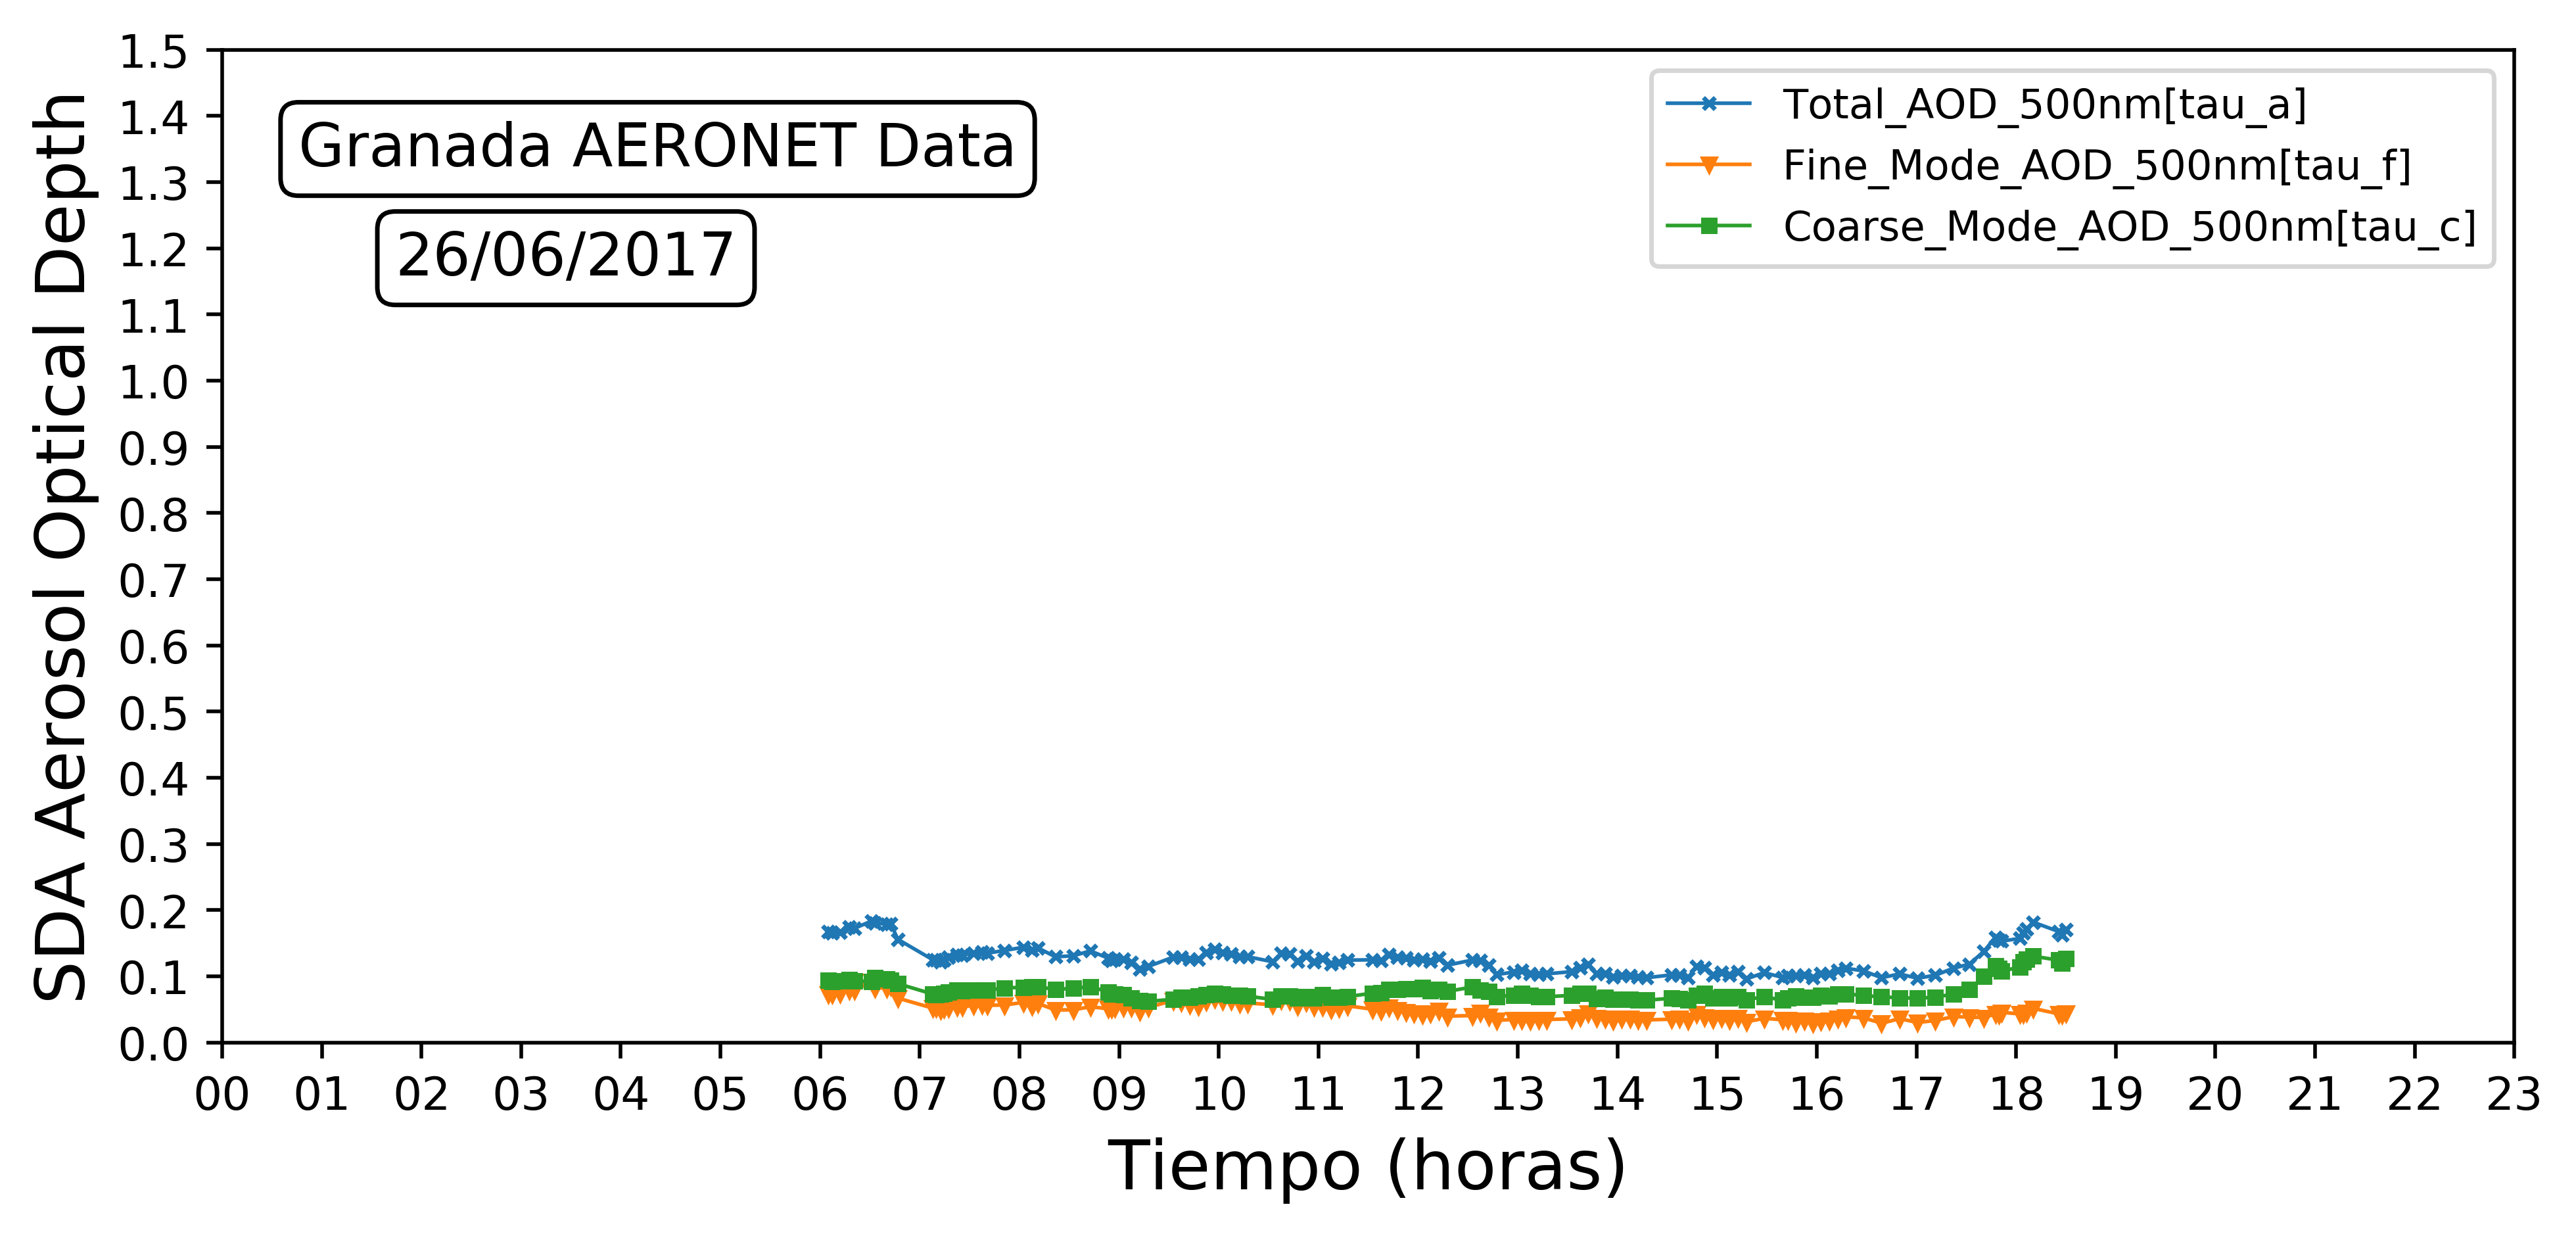 Granada AERONET Data
26/06/2017
Total_AOD_500nm[tau_a]
Fine_Mode_AOD_500nm[tau_f]
Coarse_Mode_AOD_500nm[tau_c]
SDA Aerosol Optical Depth
1.5
1.4
1.3
1.2
1.1
1.0
0.9
0.8
0.7
0.6
0.5
0.4
0.3
0.2
0.1
0.0
00 01 02 03 04 05 06 07 08 09 10 11 12 13 14 15 16 17 18 19 20 21 22 23
Tiempo (horas)